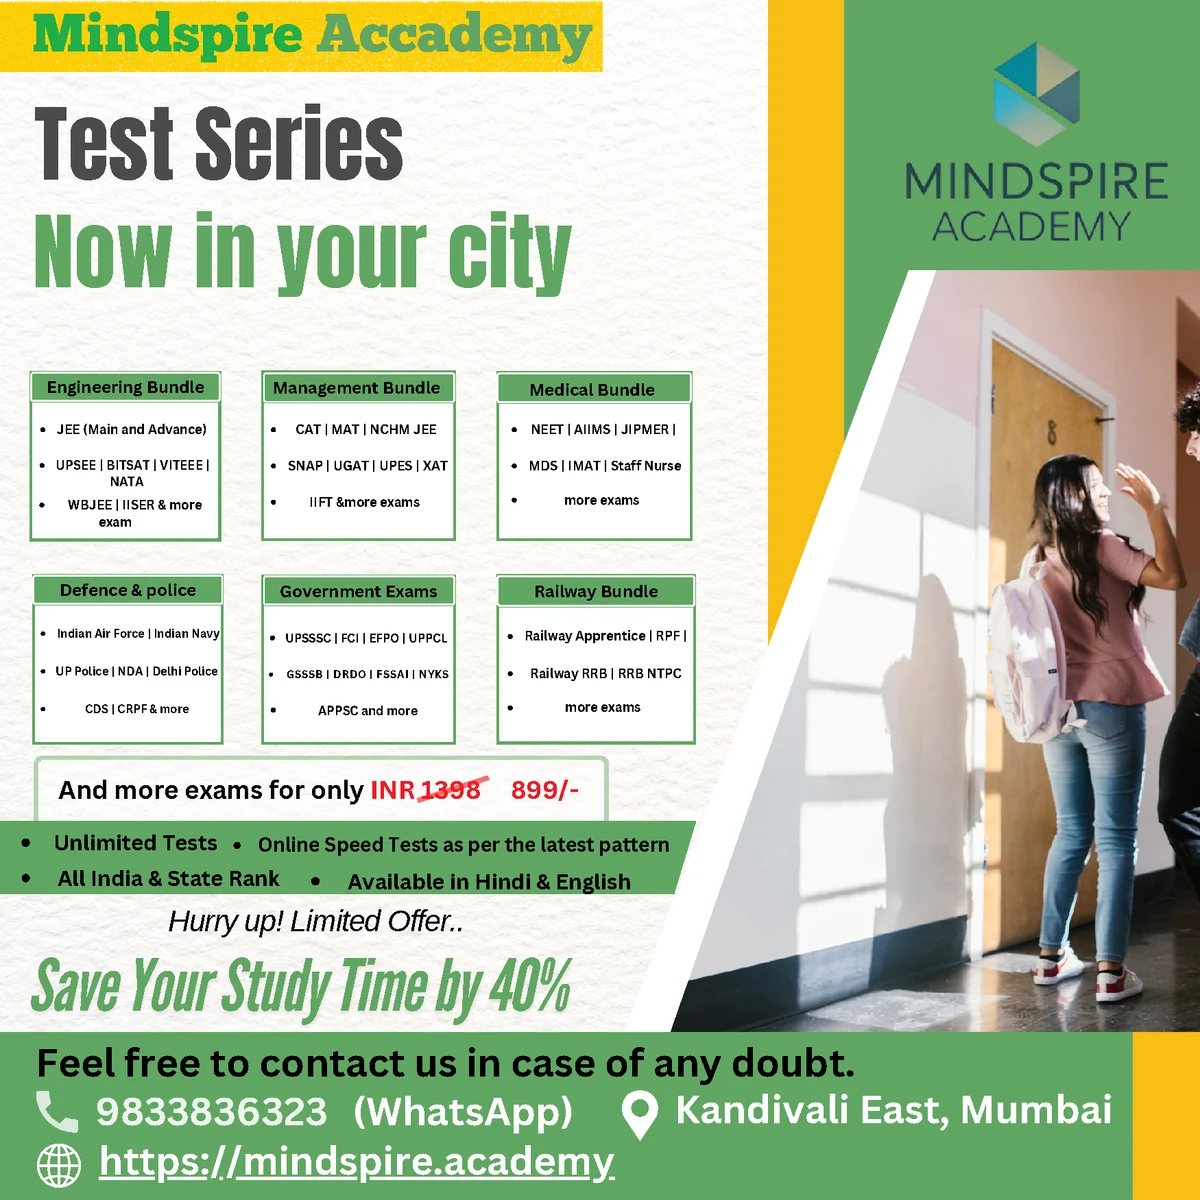 Mindspire Accademy
MINDSPIRE
ACADEMY
Test Series
Now in your city
8
Engineering Bundle
• JEE (Main and Advance)
• UPSEE | BITSAT | VITEEE |
NATA
• WBJEE | IISER & more
exam
Management Bundle
• CAT | MAT | NCHM JEE
• SNAP | UGAT | UPES | XAT
• IIFT &more exams
Medical Bundle
• NEET | AIIMS | JIPMER |
• MDS | IMAT | Staff Nurse
• more exams
Defence & police
• Indian Air Force | Indian Navy
• UP Police | NDA | Delhi Police
• CDS | CRPF & more
Government Exams
• UPSSSC | FCI | EFPO | UPPCL
• GSSSB | DRDO | FSSAI | NYKS
• APPSC and more
Railway Bundle
• Railway Apprentice | RPF |
• Railway RRB | RRB NTPC
• more exams
And more exams for only INR 1398 899/-
• Unlimited Tests • Online Speed Tests as per the latest pattern
• All India & State Rank • Available in Hindi & English
Hurry up! Limited Offer..
Save Your Study Time by 40%
Feel free to contact us in case of any doubt.
9833836323 (WhatsApp) Kandivali East, Mumbai
https://mindspire.academy